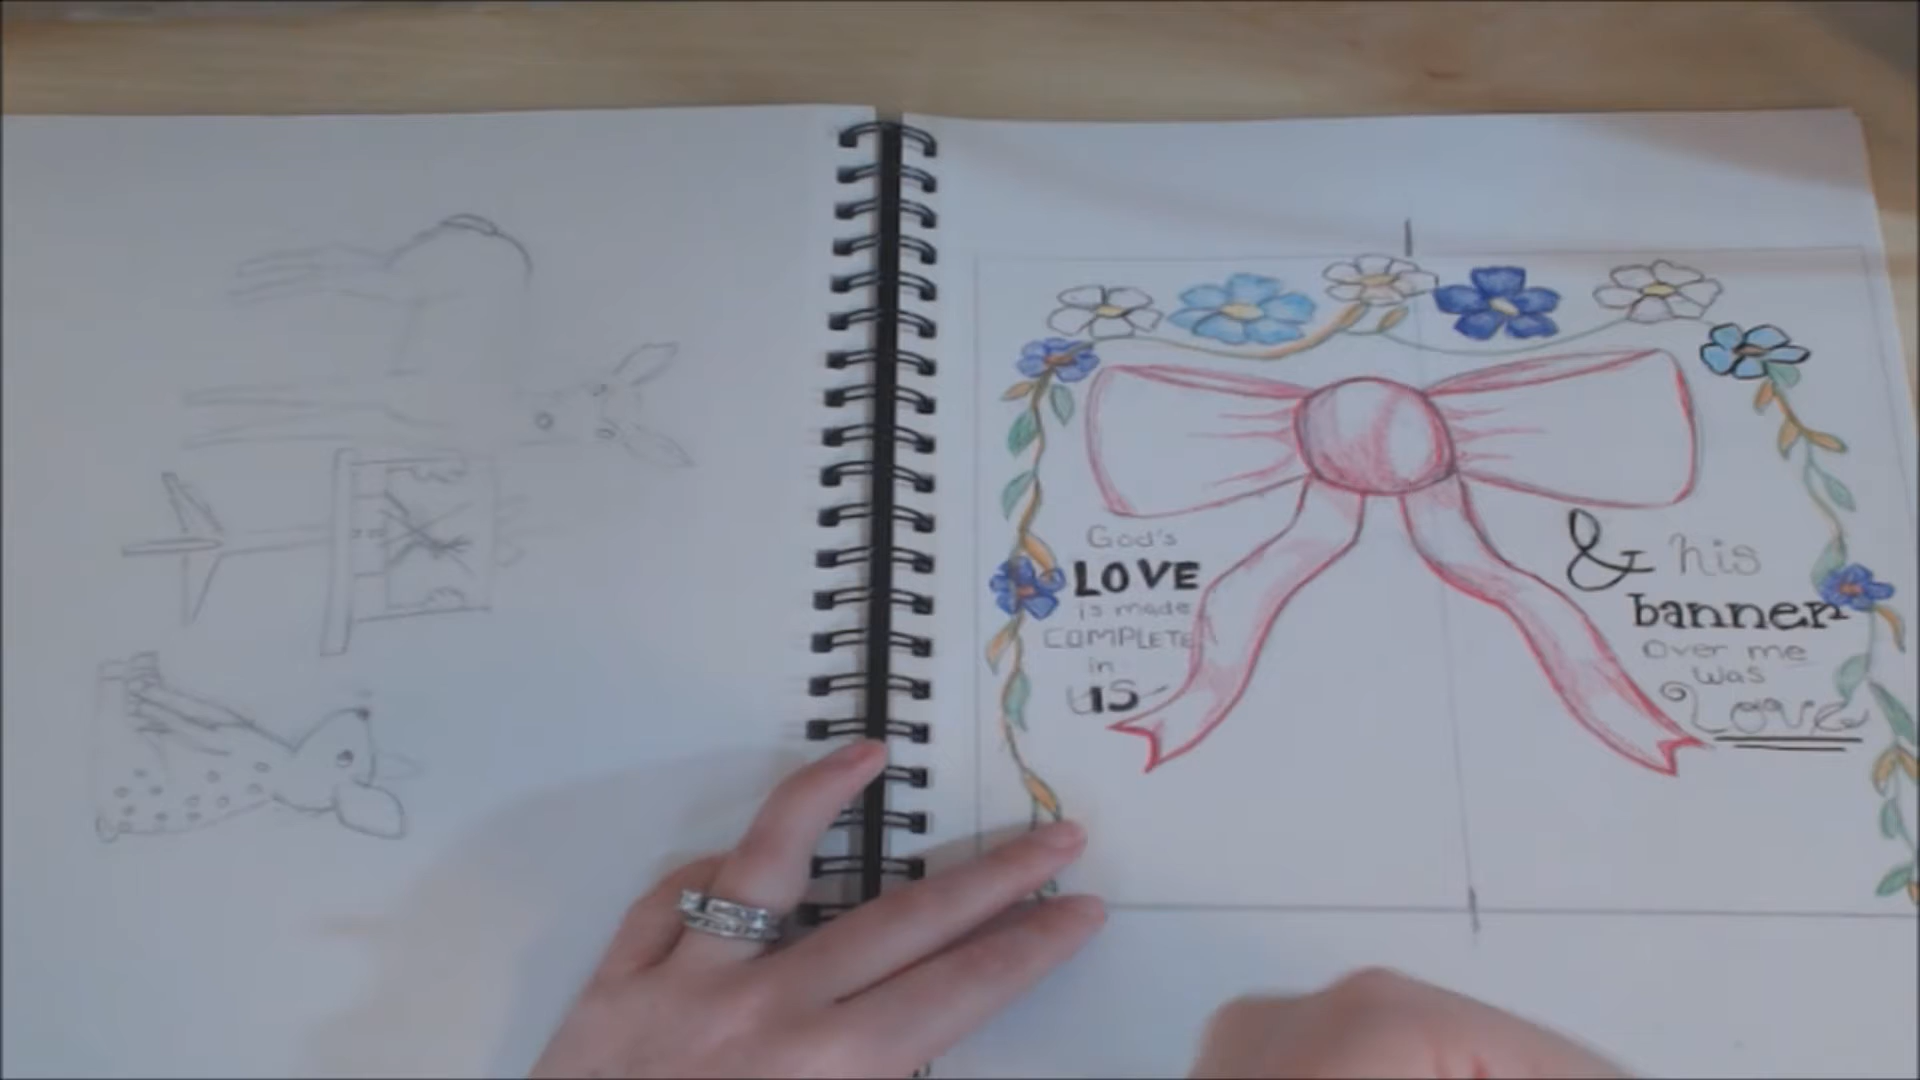 God's
LOVE
is made
COMPLETE
in
us
& his
banner
over me
was
Love